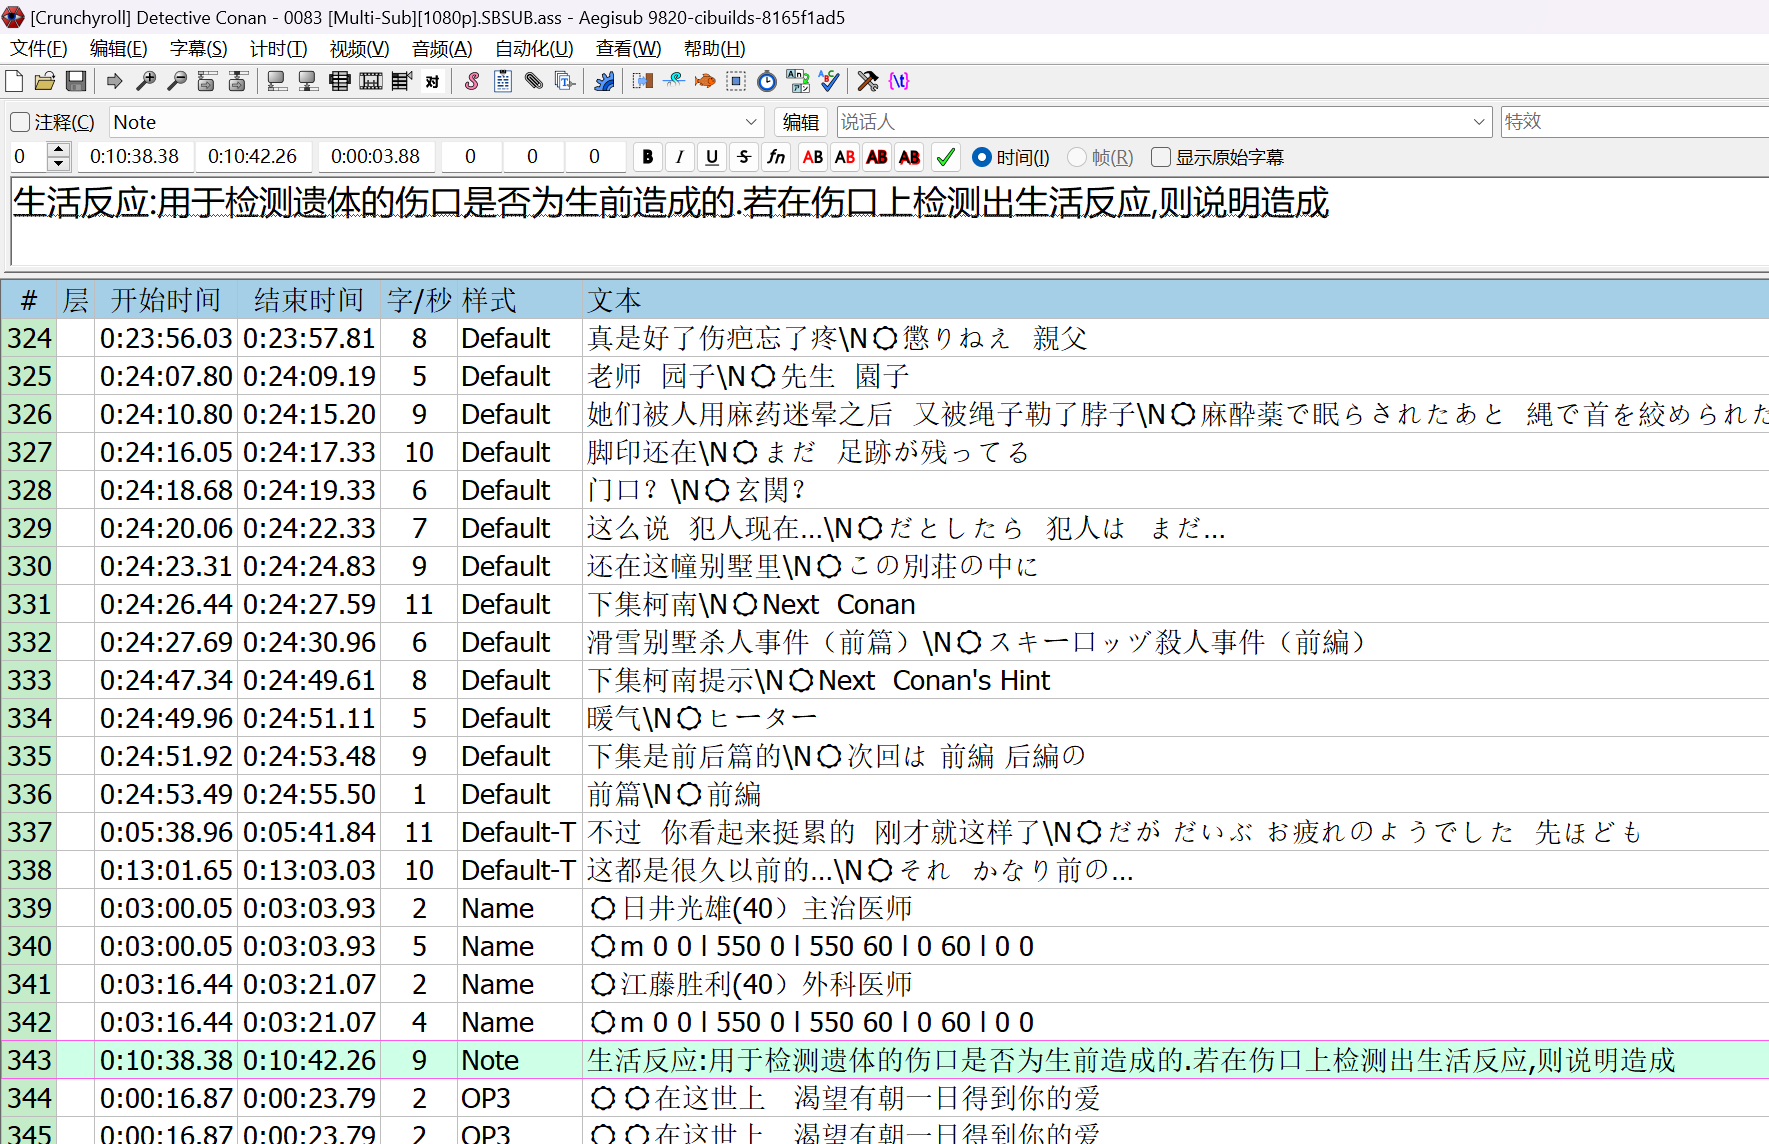 [Crunchyroll] Detective Conan - 0083 [Multi-Sub][1080p].SBSUB.ass - Aegisub 9820-cibuilds-8165f1ad5
文件(F) 编辑(E) 字幕(S) 计时(T) 视频(V) 音频(A) 自动化(U) 查看(W) 帮助(H)
注释(C) Note 编辑 说话人 特效
0 0:10:38.38 0:10:42.26 0:00:03.88 0 0 0 B I U S fn AB AB AB AB 时间(I) 帧(R) 显示原始字幕
生活反应:用于检测遗体的伤口是否为生前造成的.若在伤口上检测出生活反应,则说明造成
# 层 开始时间 结束时间 字/秒 样式 文本
324 0:23:56.03 0:23:57.81 8 Default 真是好了伤疤忘了疼\N〇懲りねえ 親父
325 0:24:07.80 0:24:09.19 5 Default 老师 园子\N〇先生 園子
326 0:24:10.80 0:24:15.20 9 Default 她们被人用麻药迷晕之后 又被绳子勒了脖子\N〇麻酔薬で眠らされたあと 縄で首を絞められた
327 0:24:16.05 0:24:17.33 10 Default 脚印还在\N〇まだ 足跡が残ってる
328 0:24:18.68 0:24:19.33 6 Default 门口？\N〇玄関？
329 0:24:20.06 0:24:22.33 7 Default 这么说 犯人现在...\N〇だとしたら 犯人は まだ...
330 0:24:23.31 0:24:24.83 9 Default 还在这幢别墅里\N〇この別荘の中に
331 0:24:26.44 0:24:27.59 11 Default 下集柯南\N〇Next Conan
332 0:24:27.69 0:24:30.96 6 Default 滑雪别墅杀人事件（前篇）\N〇スキーロッヅ殺人事件（前編）
333 0:24:47.34 0:24:49.61 8 Default 下集柯南提示\N〇Next Conan's Hint
334 0:24:49.96 0:24:51.11 5 Default 暖气\N〇ヒーター
335 0:24:51.92 0:24:53.48 9 Default 下集是前后篇的\N〇次回は 前編 后編の
336 0:24:53.49 0:24:55.50 1 Default 前篇\N〇前編
337 0:05:38.96 0:05:41.84 11 Default-T 不过 你看起来挺累的 刚才就这样了\N〇だが だいぶ お疲れのようでした 先ほども
338 0:13:01.65 0:13:03.03 10 Default-T 这都是很久以前的...\N〇それ かなり前の...
339 0:03:00.05 0:03:03.93 2 Name 〇日井光雄(40）主治医师
340 0:03:00.05 0:03:03.93 5 Name 〇m 0 0 l 550 0 l 550 60 l 0 60 l 0 0
341 0:03:16.44 0:03:21.07 2 Name 〇江藤胜利(40）外科医师
342 0:03:16.44 0:03:21.07 4 Name 〇m 0 0 l 550 0 l 550 60 l 0 60 l 0 0
343 0:10:38.38 0:10:42.26 9 Note 生活反应:用于检测遗体的伤口是否为生前造成的.若在伤口上检测出生活反应,则说明造成
344 0:00:16.87 0:00:23.79 2 OP3 〇〇在这世上 渴望有朝一日得到你的爱
345 0:00:16.87 0:00:23.79 2 OP3 〇〇在这世上 渴望有朝一日得到你的爱